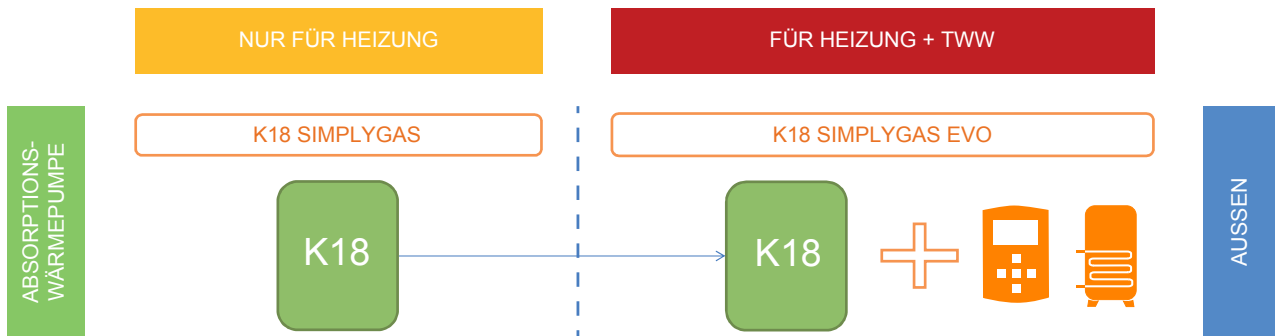 NUR FÜR HEIZUNG
FÜR HEIZUNG + TWW
ABSORPTIONS-
WÄRMEPUMPE
K18 SIMPLYGAS
K18 SIMPLYGAS EVO
K18
K18
AUSSEN